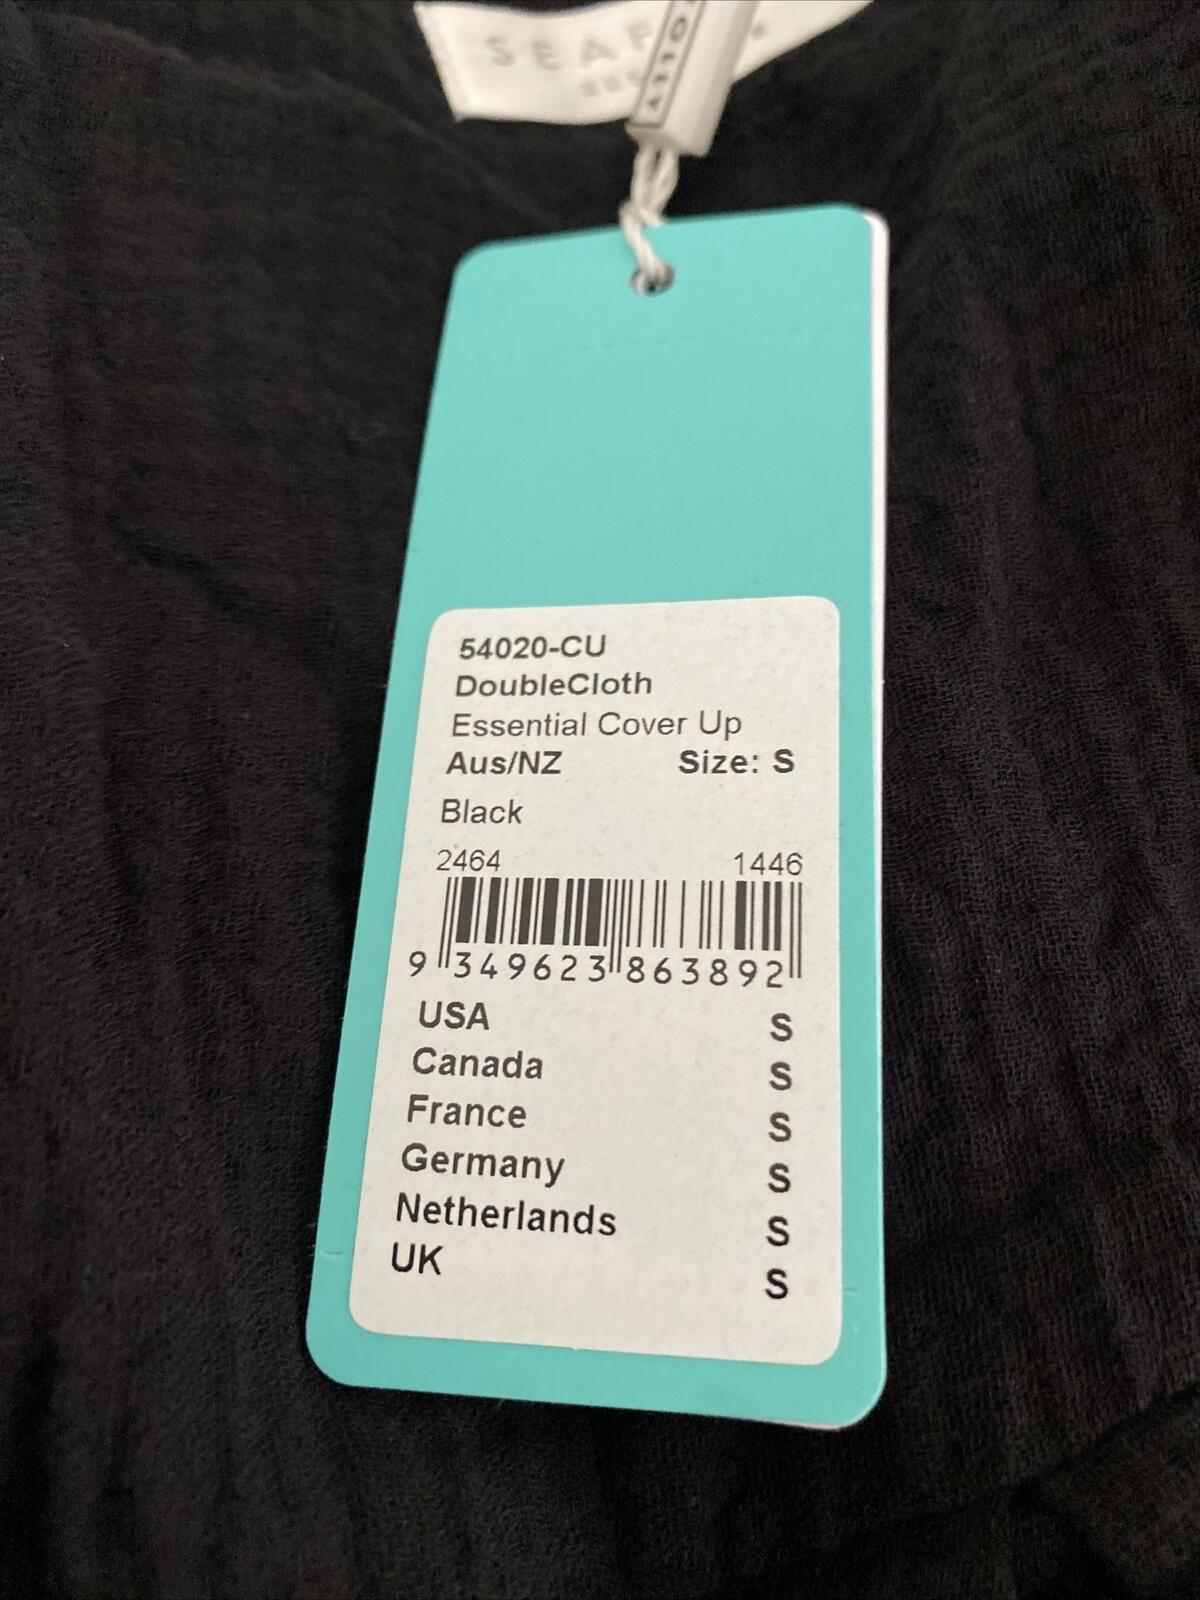 SEAF
54020-CU
DoubleCloth
Essential Cover Up
Aus/NZ Size: S
Black
2464 1446
9 349623 863892
USA S
Canada S
France S
Germany S
Netherlands S
UK S